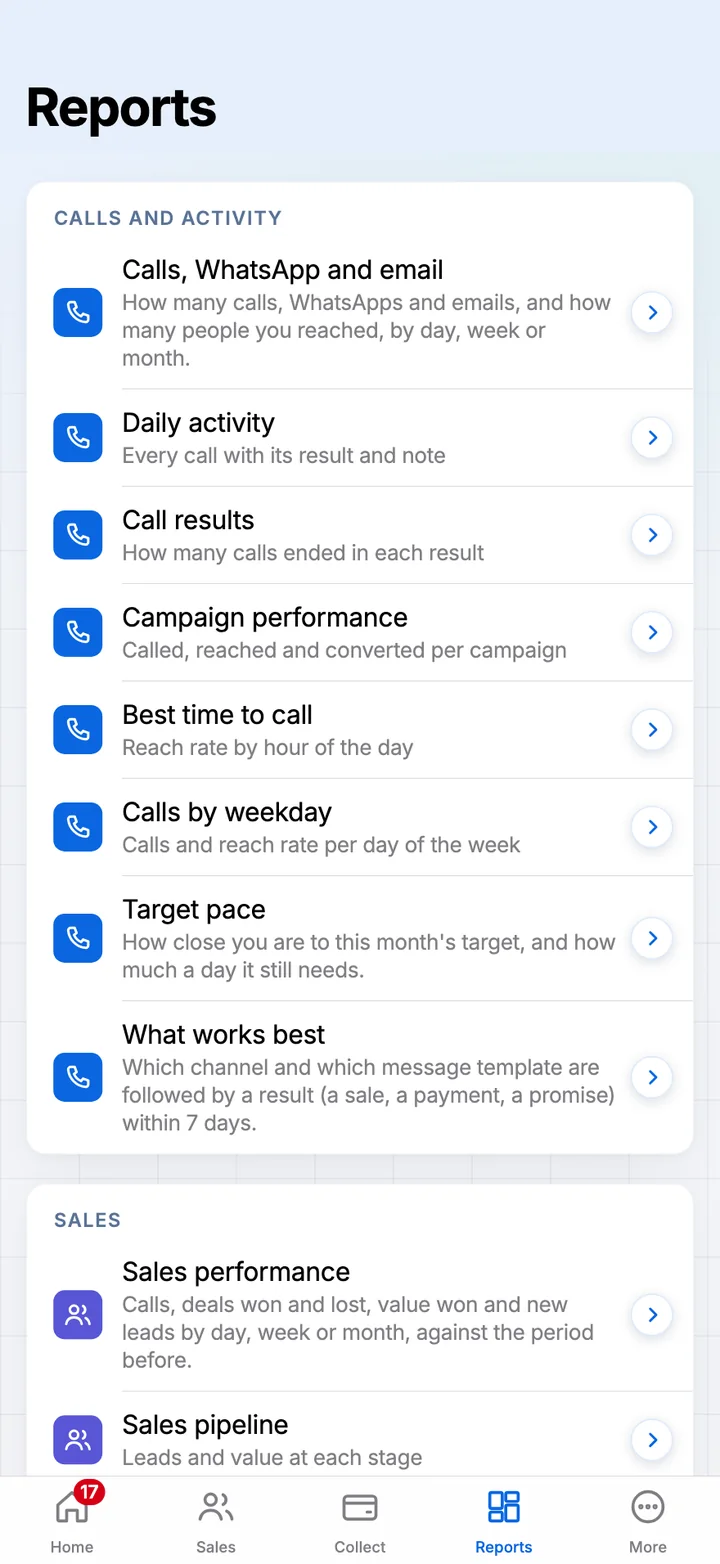 Reports
CALLS AND ACTIVITY
Calls, WhatsApp and email
How many calls, WhatsApps and emails, and how
many people you reached, by day, week or
month.
Daily activity
Every call with its result and note
Call results
How many calls ended in each result
Campaign performance
Called, reached and converted per campaign
Best time to call
Reach rate by hour of the day
Calls by weekday
Calls and reach rate per day of the week
Target pace
How close you are to this month's target, and how
much a day it still needs.
What works best
Which channel and which message template are
followed by a result (a sale, a payment, a promise)
within 7 days.
SALES
Sales performance
Calls, deals won and lost, value won and new
leads by day, week or month, against the period
before.
Sales pipeline
Leads and value at each stage
17
Home
Sales
Collect
Reports
More